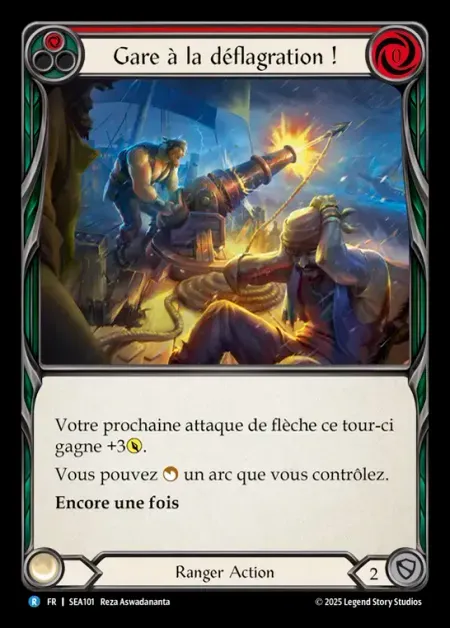 Gare à la déflagration !
0
Votre prochaine attaque de flèche ce tour-ci
gagne +3.
Vous pouvez un arc que vous contrôlez.
Encore une fois
Ranger Action
2
R FR | SEA101 Reza Aswadananta
© 2025 Legend Story Studios